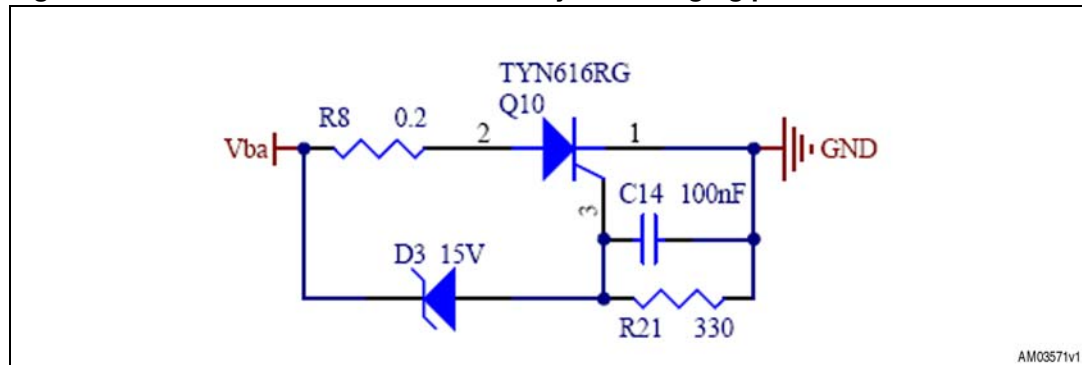 TYN616RG
Q10
R8 0.2
2
1
Vba
GND
C14 100nF
3
D3 15V
R21 330
AM03571v1